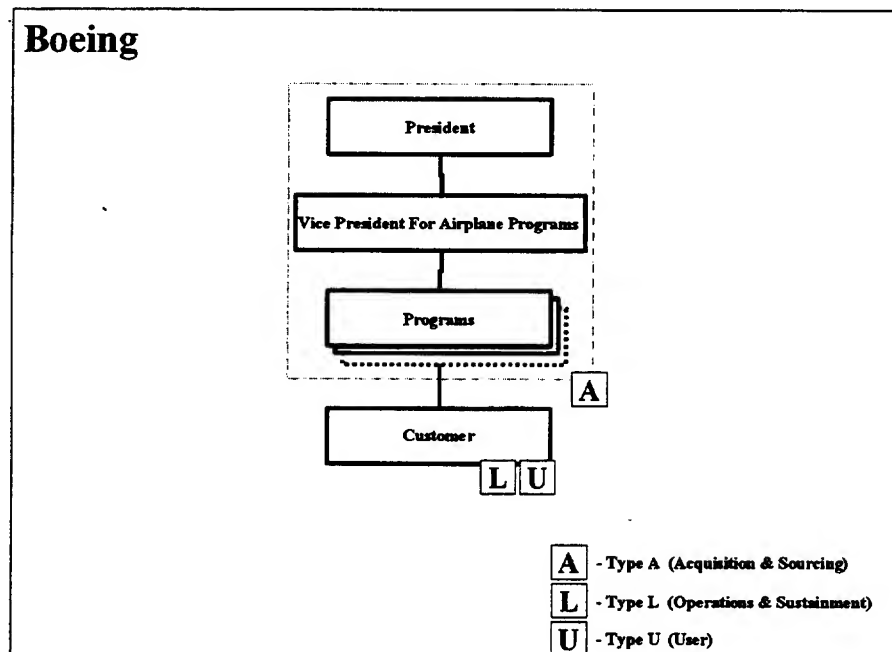 Boeing
President
Vice President For Airplane Programs
Programs
A
Customer
L U
A - Type A (Acquisition & Sourcing)
L - Type L (Operations & Sustainment)
U - Type U (User)